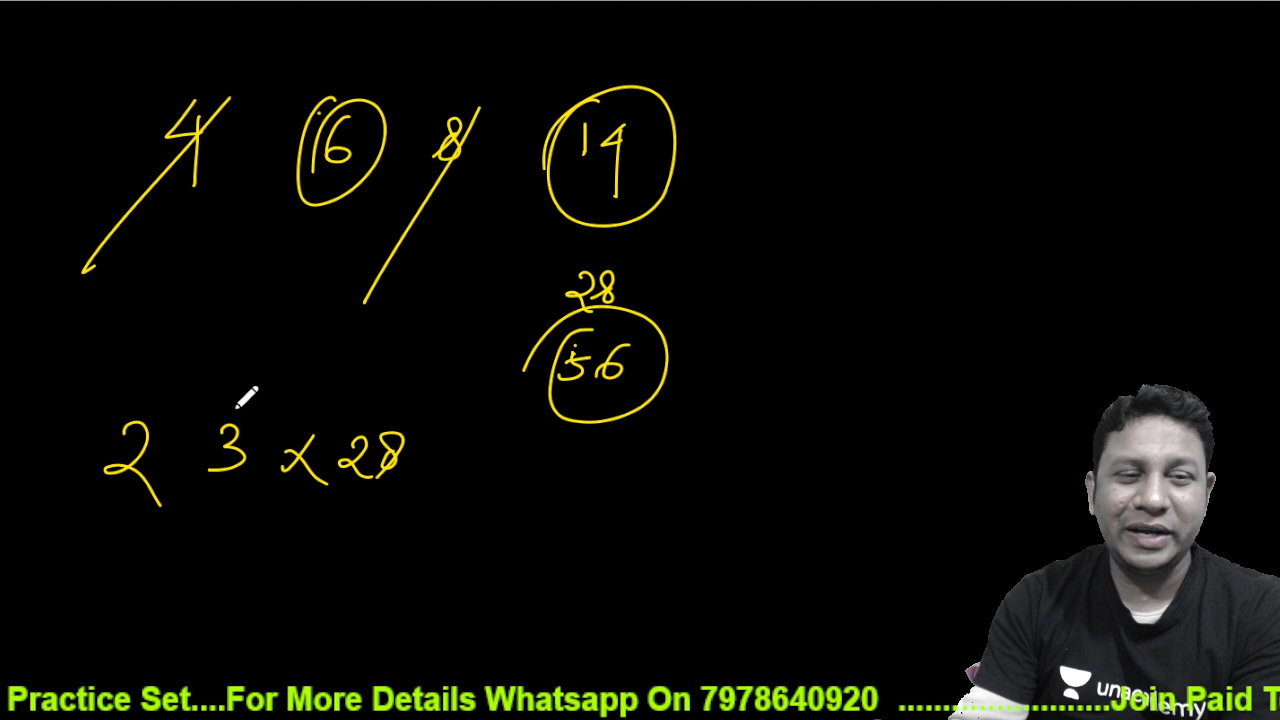 4 16 8 14
28
56
2 3 × 28
unacademy
Practice Set....For More Details Whatsapp On 7978640920 .......................Join Paid T